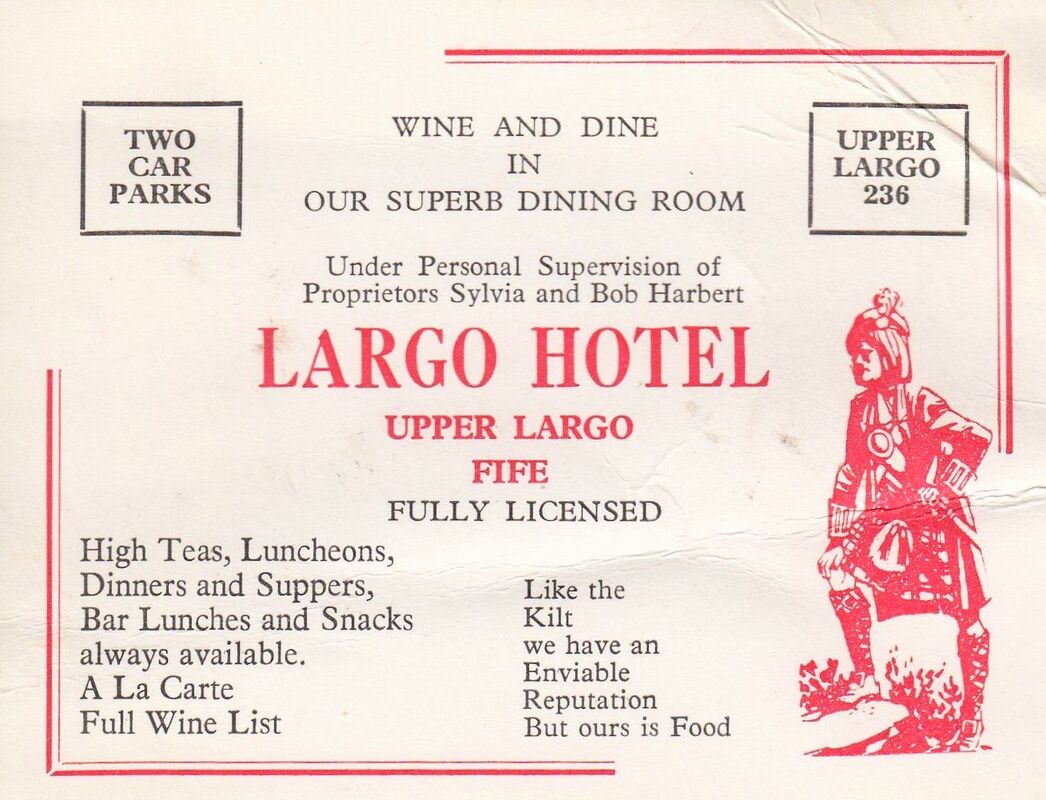 TWO
CAR
PARKS
WINE AND DINE
IN
OUR SUPERB DINING ROOM
UPPER
LARGO
236
Under Personal Supervision of
Proprietors Sylvia and Bob Harbert
LARGO HOTEL
UPPER LARGO
FIFE
FULLY LICENSED
High Teas, Luncheons,
Dinners and Suppers,
Bar Lunches and Snacks
always available.
A La Carte
Full Wine List
Like the
Kilt
we have an
Enviable
Reputation
But ours is Food